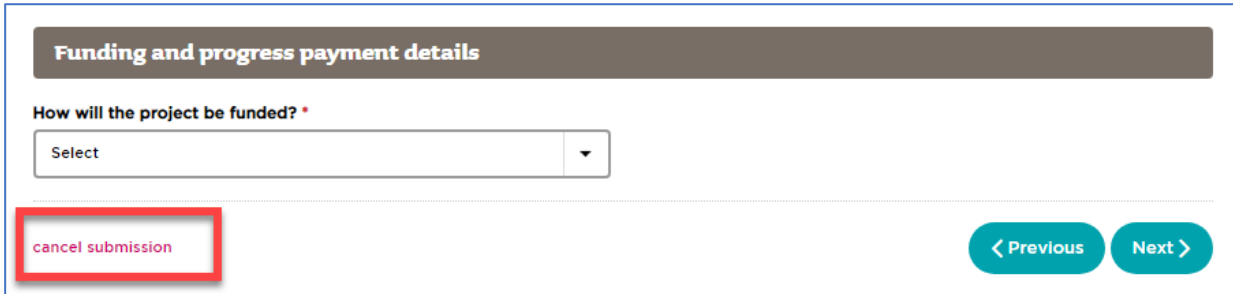 Funding and progress payment details
How will the project be funded? *
Select
cancel submission
Previous
Next